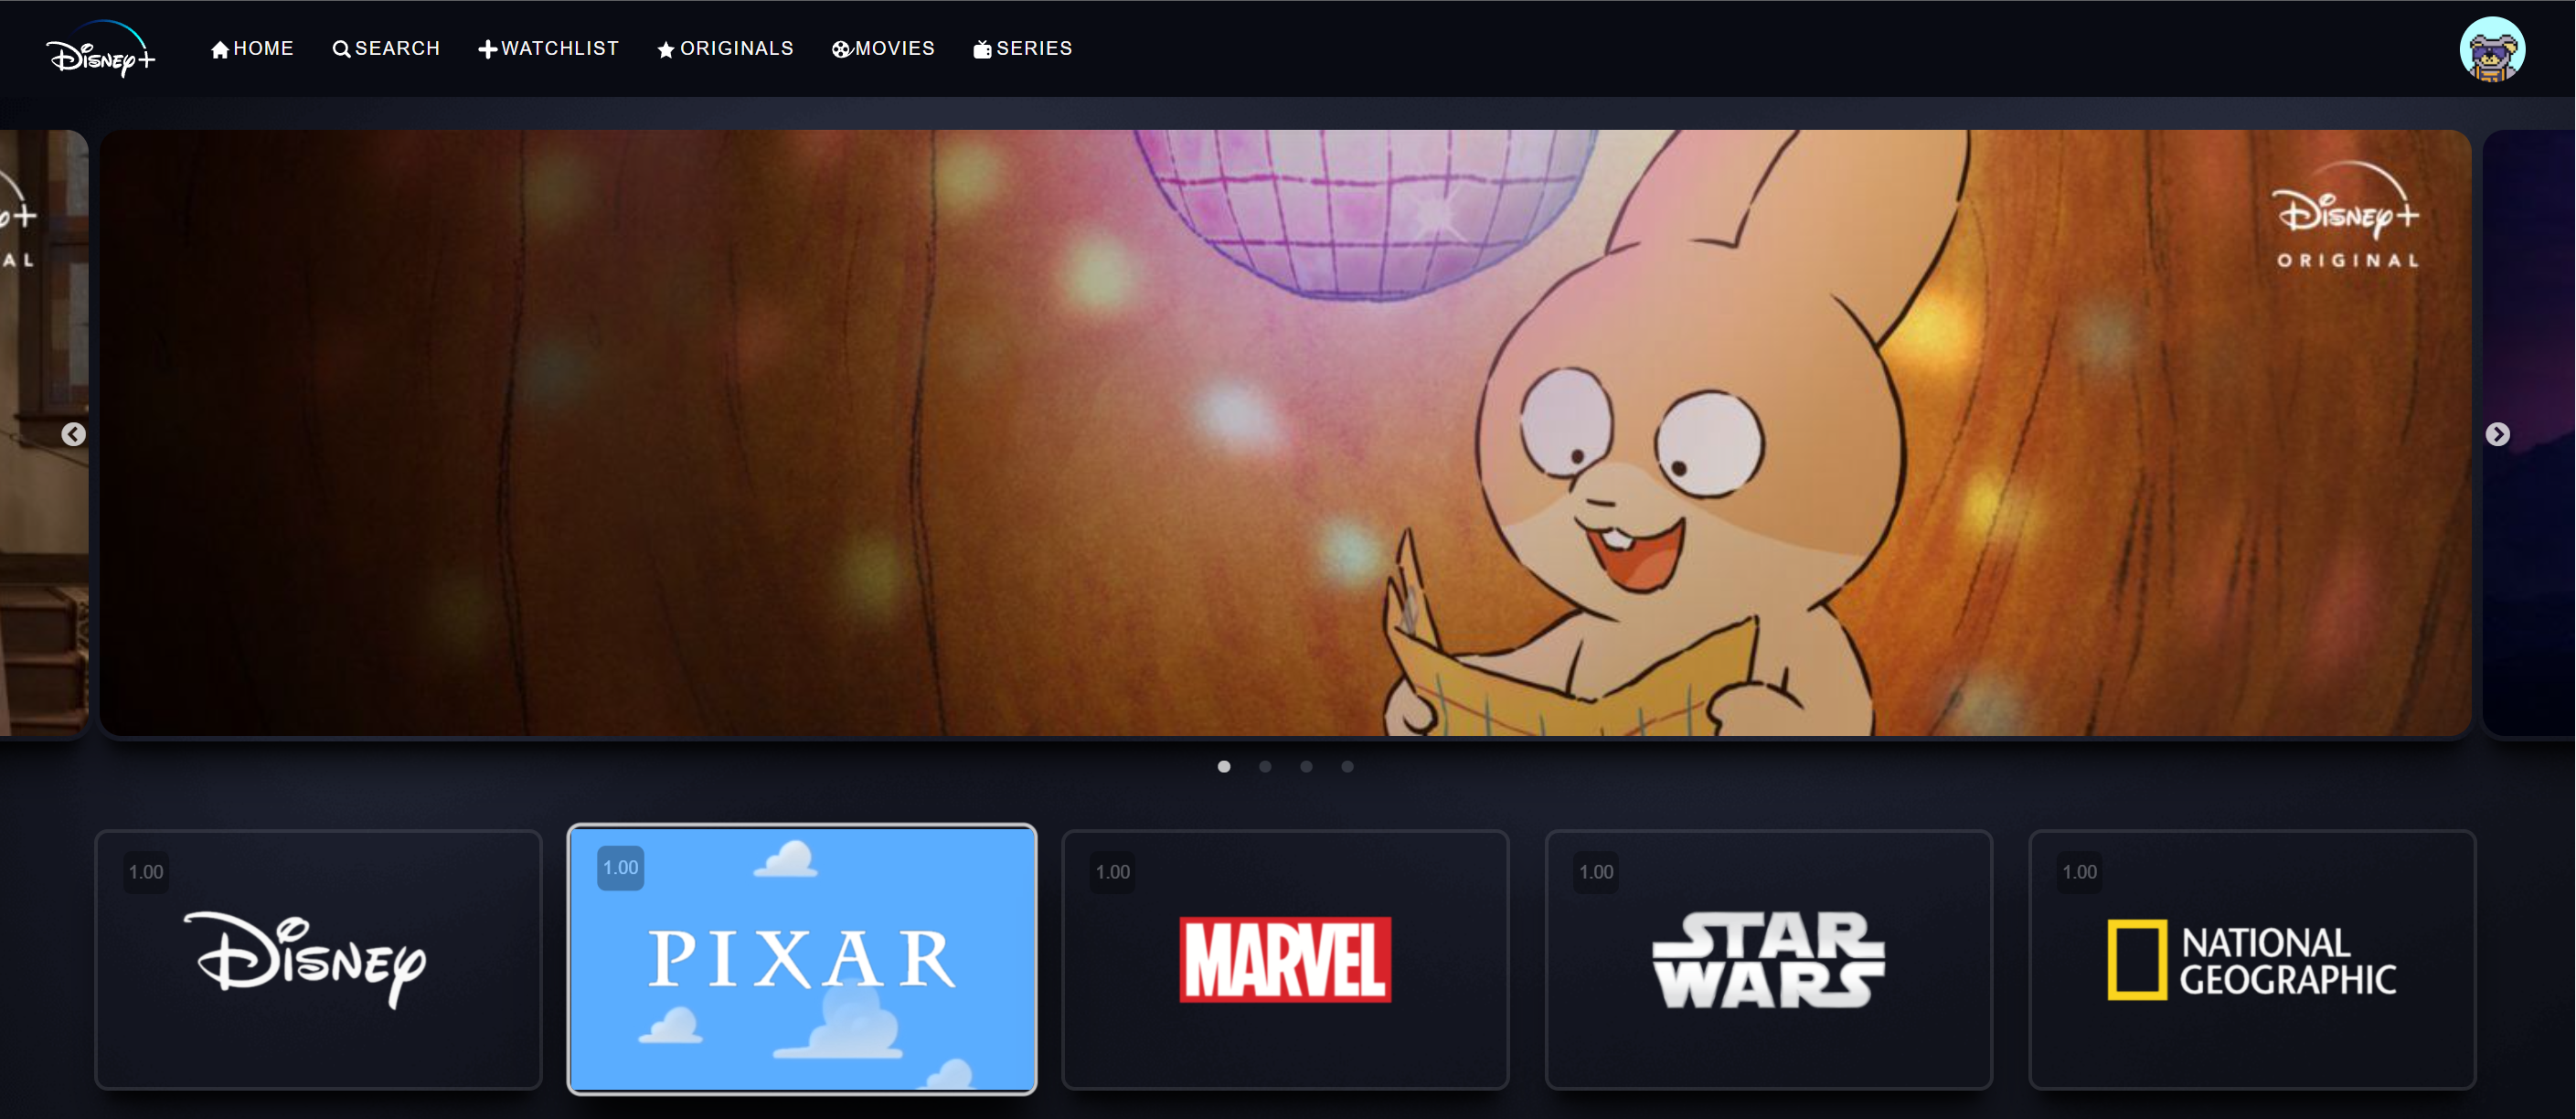 Disney+
HOME
SEARCH
WATCHLIST
ORIGINALS
MOVIES
SERIES
Disney+
ORIGINAL
AL
1.00
Disney
1.00
PIXAR
1.00
MARVEL
1.00
STAR
WARS
1.00
NATIONAL
GEOGRAPHIC